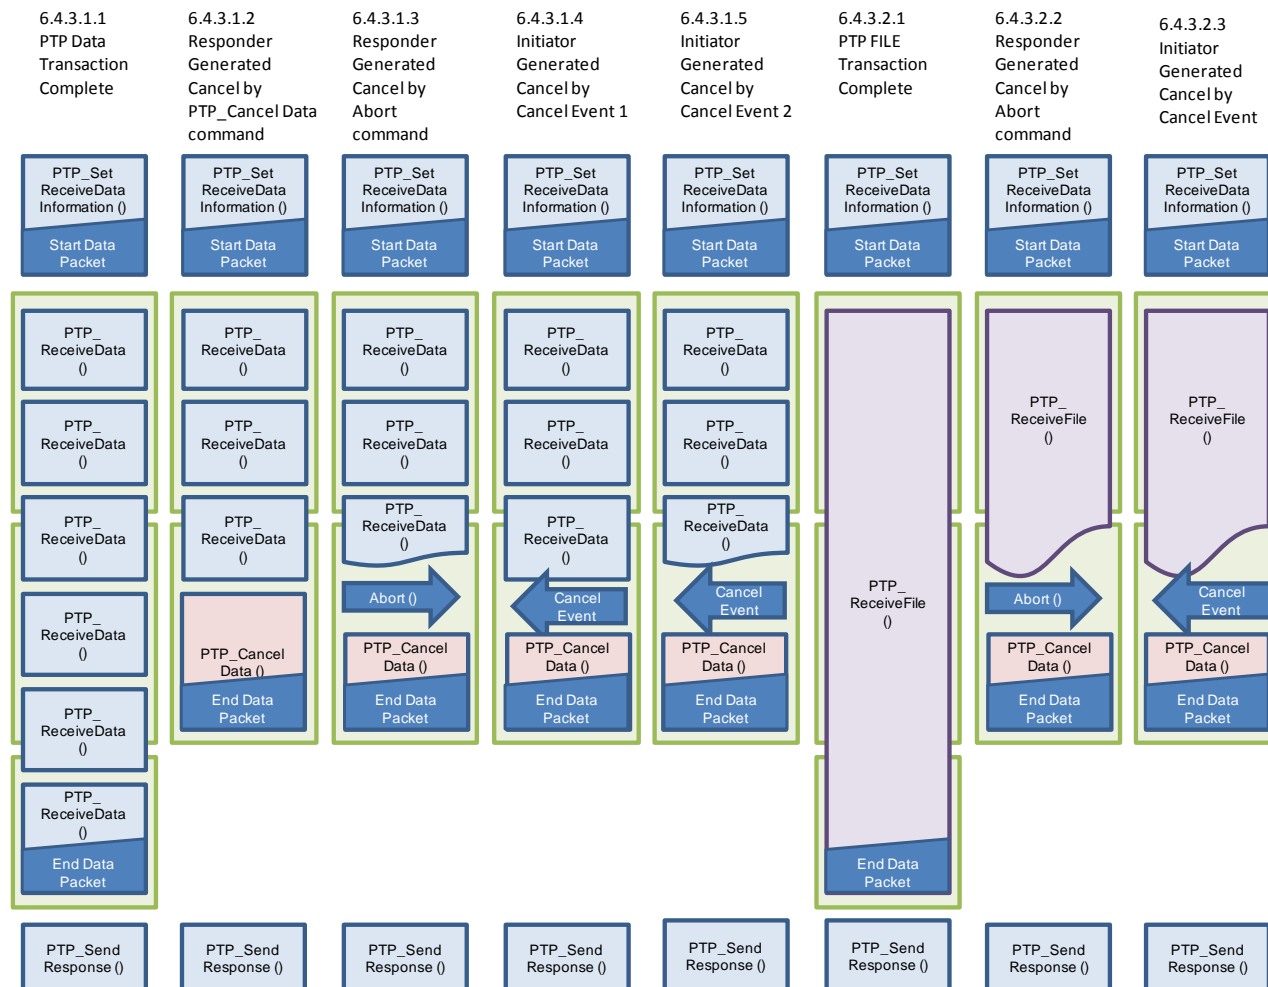 6.4.3.1.1
PTP Data
Transaction
Complete
6.4.3.1.2
Responder
Generated
Cancel by
PTP_Cancel Data
command
6.4.3.1.3
Responder
Generated
Cancel by
Abort
command
6.4.3.1.4
Initiator
Generated
Cancel by
Cancel Event 1
6.4.3.1.5
Initiator
Generated
Cancel by
Cancel Event 2
6.4.3.2.1
PTP FILE
Transaction
Complete
6.4.3.2.2
Responder
Generated
Cancel by
Abort
command
6.4.3.2.3
Initiator
Generated
Cancel by
Cancel Event
PTP_Set
ReceiveData
Information ()
Start Data
Packet
PTP_
ReceiveData
()
PTP_
ReceiveData
()
PTP_
ReceiveData
()
PTP_
ReceiveData
()
PTP_
ReceiveData
()
PTP_
ReceiveData
()
End Data
Packet
PTP_Send
Response ()
PTP_Set
ReceiveData
Information ()
Start Data
Packet
PTP_
ReceiveData
()
PTP_
ReceiveData
()
PTP_
ReceiveData
()
PTP_Cancel
Data ()
End Data
Packet
PTP_Send
Response ()
PTP_Set
ReceiveData
Information ()
Start Data
Packet
PTP_
ReceiveData
()
PTP_
ReceiveData
()
PTP_
ReceiveData
()
Abort ()
PTP_Cancel
Data ()
End Data
Packet
PTP_Send
Response ()
PTP_Set
ReceiveData
Information ()
Start Data
Packet
PTP_
ReceiveData
()
PTP_
ReceiveData
()
PTP_
ReceiveData
()
Cancel
Event
PTP_Cancel
Data ()
End Data
Packet
PTP_Send
Response ()
PTP_Set
ReceiveData
Information ()
Start Data
Packet
PTP_
ReceiveData
()
PTP_
ReceiveData
()
PTP_
ReceiveData
()
Cancel
Event
PTP_Cancel
Data ()
End Data
Packet
PTP_Send
Response ()
PTP_Set
ReceiveData
Information ()
Start Data
Packet
PTP_
ReceiveFile
()
End Data
Packet
PTP_Send
Response ()
PTP_Set
ReceiveData
Information ()
Start Data
Packet
PTP_
ReceiveFile
()
Abort ()
PTP_Cancel
Data ()
End Data
Packet
PTP_Send
Response ()
PTP_Set
ReceiveData
Information ()
Start Data
Packet
PTP_
ReceiveFile
()
Cancel
Event
PTP_Cancel
Data ()
End Data
Packet
PTP_Send
Response ()